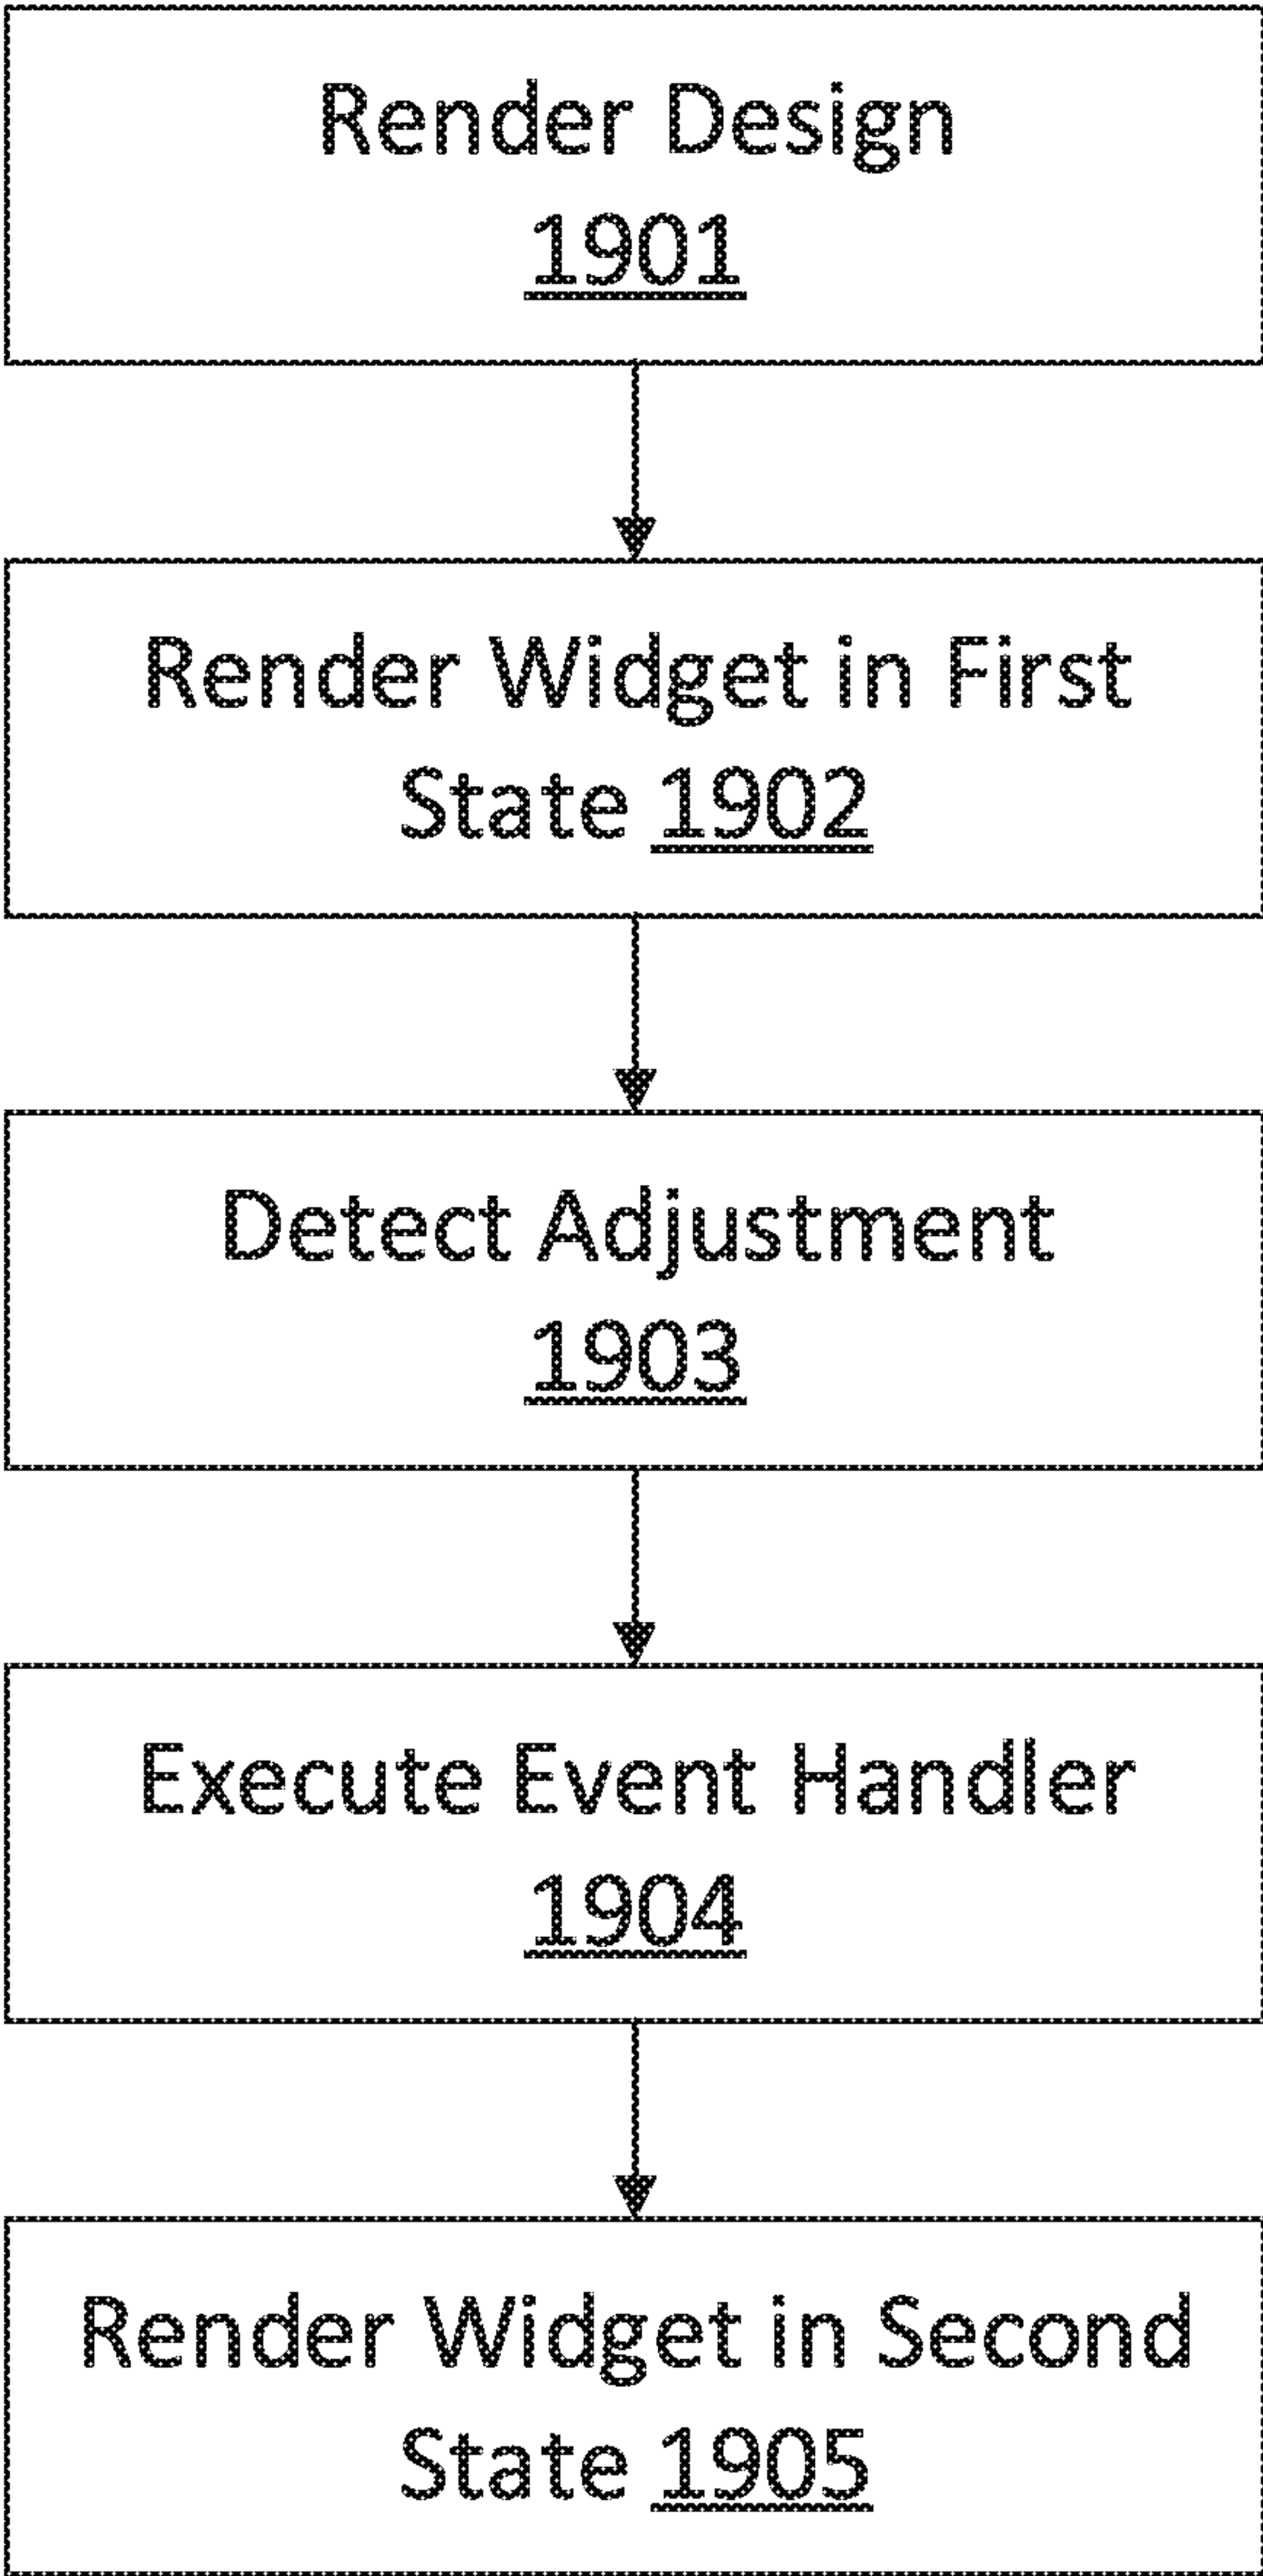 Render Design
1901
Render Widget in First
State 1902
Detect Adjustment
1903
Execute Event Handler
1904
Render Widget in Second
State 1905